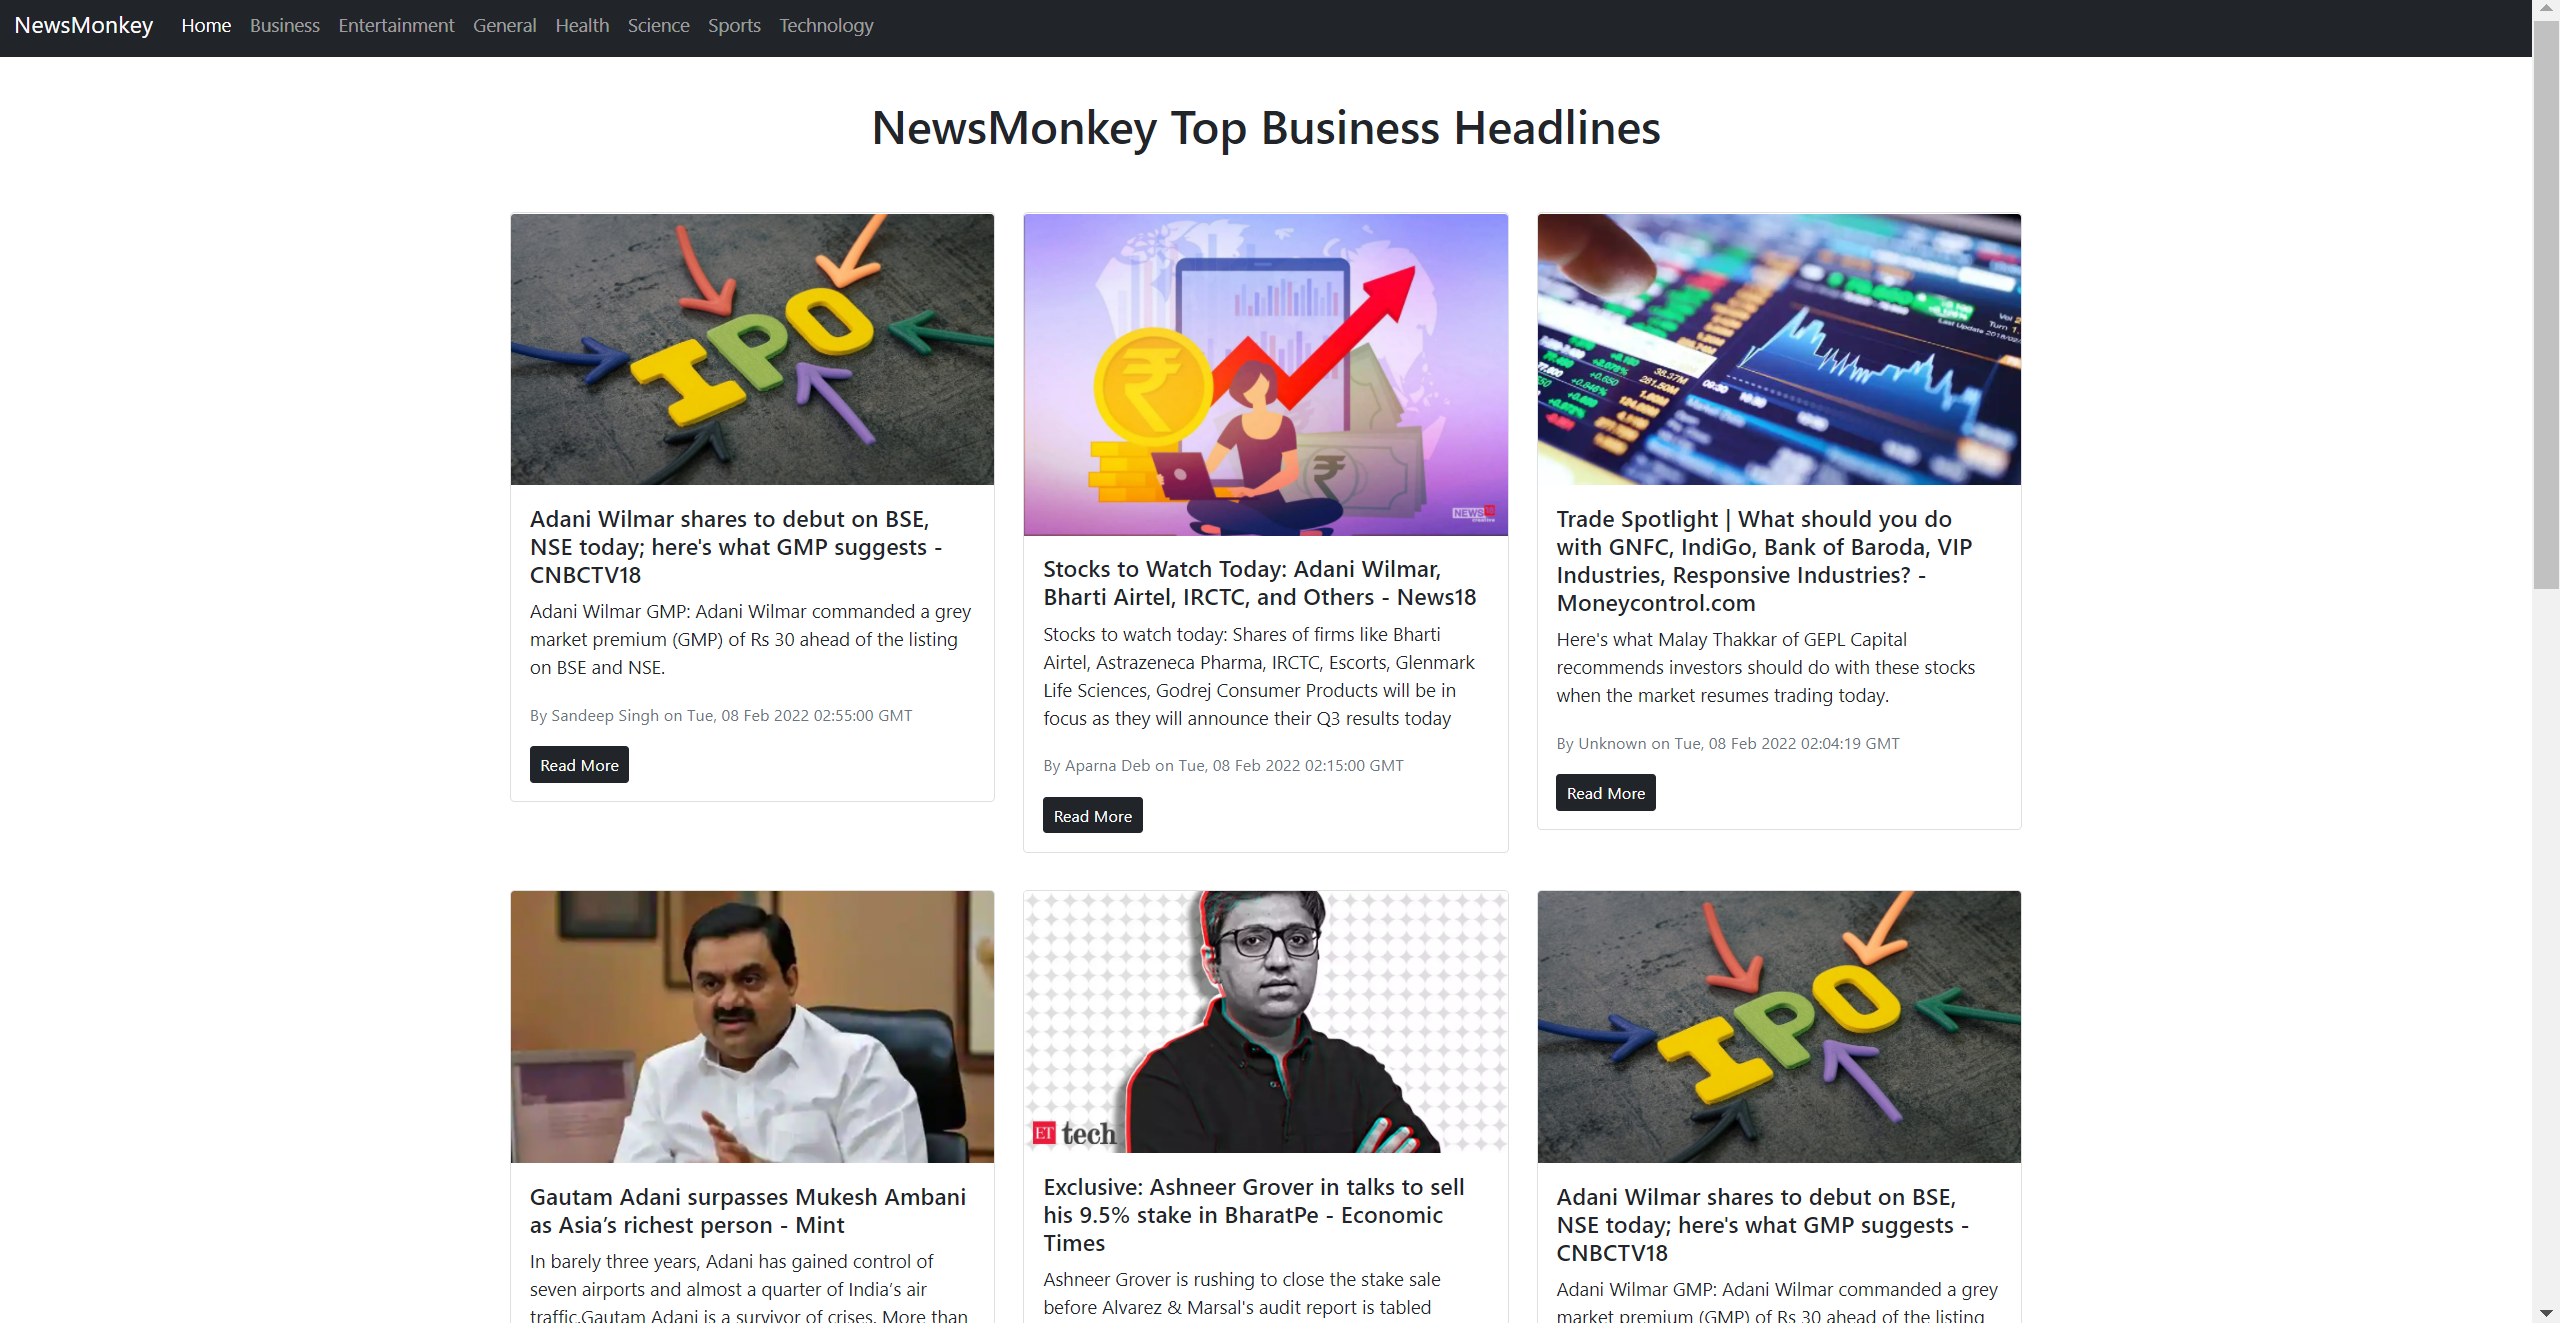 NewsMonkey Home Business Entertainment General Health Science Sports Technology
NewsMonkey Top Business Headlines
IPO
Adani Wilmar shares to debut on BSE,
NSE today; here's what GMP suggests -
CNBCTV18
Adani Wilmar GMP: Adani Wilmar commanded a grey
market premium (GMP) of Rs 30 ahead of the listing
on BSE and NSE.
By Sandeep Singh on Tue, 08 Feb 2022 02:55:00 GMT
Read More
₹
₹
NEWS18
creative
Stocks to Watch Today: Adani Wilmar,
Bharti Airtel, IRCTC, and Others - News18
Stocks to watch today: Shares of firms like Bharti
Airtel, Astrazeneca Pharma, IRCTC, Escorts, Glenmark
Life Sciences, Godrej Consumer Products will be in
focus as they will announce their Q3 results today
By Aparna Deb on Tue, 08 Feb 2022 02:15:00 GMT
Read More
Trade Spotlight | What should you do
with GNFC, IndiGo, Bank of Baroda, VIP
Industries, Responsive Industries? -
Moneycontrol.com
Here's what Malay Thakkar of GEPL Capital
recommends investors should do with these stocks
when the market resumes trading today.
By Unknown on Tue, 08 Feb 2022 02:04:19 GMT
Read More
Gautam Adani surpasses Mukesh Ambani
as Asia’s richest person - Mint
In barely three years, Adani has gained control of
seven airports and almost a quarter of India’s air
traffic.Gautam Adani is a survivor of crises. More than
ET tech
Exclusive: Ashneer Grover in talks to sell
his 9.5% stake in BharatPe - Economic
Times
Ashneer Grover is rushing to close the stake sale
before Alvarez & Marsal's audit report is tabled
IPO
Adani Wilmar shares to debut on BSE,
NSE today; here's what GMP suggests -
CNBCTV18
Adani Wilmar GMP: Adani Wilmar commanded a grey
market premium (GMP) of Rs 30 ahead of the listing